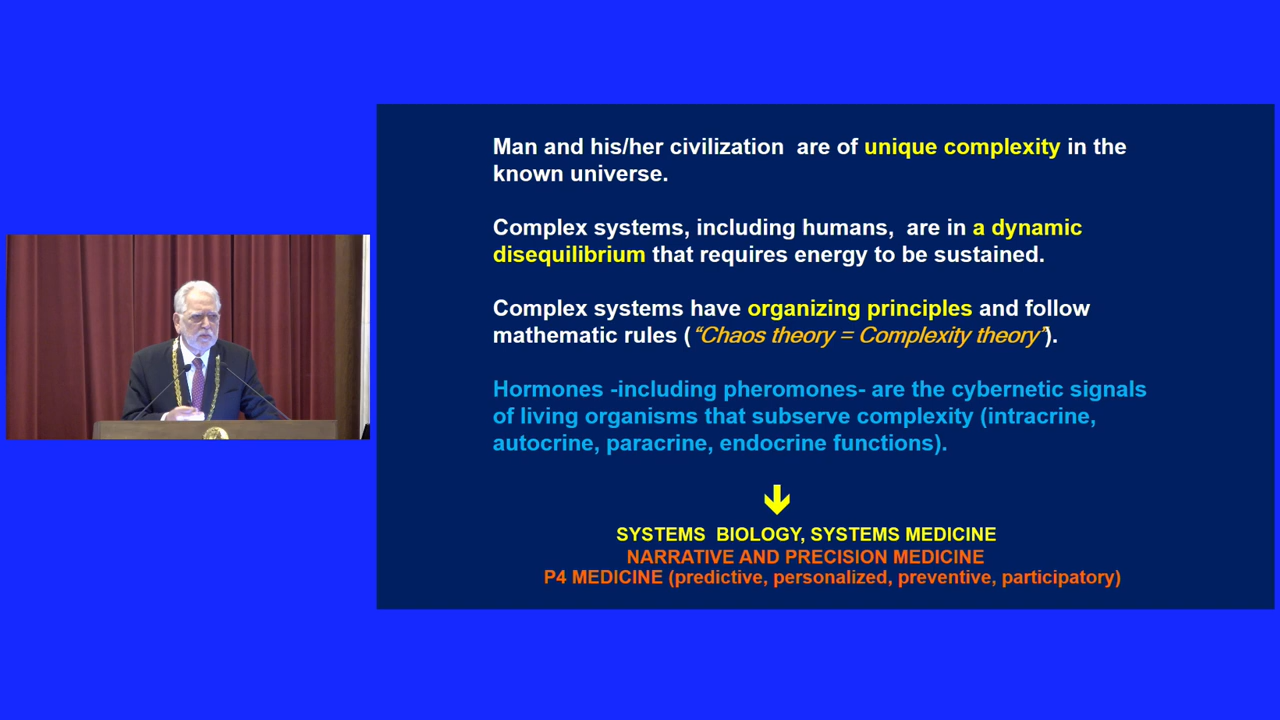 Man and his/her civilization  are of unique complexity in the
known universe.
Complex systems, including humans,  are in a dynamic
disequilibrium that requires energy to be sustained.
Complex systems have organizing principles and follow
mathematic rules (“Chaos theory = Complexity theory”).
Hormones -including pheromones- are the cybernetic signals
of living organisms that subserve complexity (intracrine,
autocrine, paracrine, endocrine functions).
SYSTEMS  BIOLOGY, SYSTEMS MEDICINE
NARRATIVE AND PRECISION MEDICINE
P4 MEDICINE (predictive, personalized, preventive, participatory)